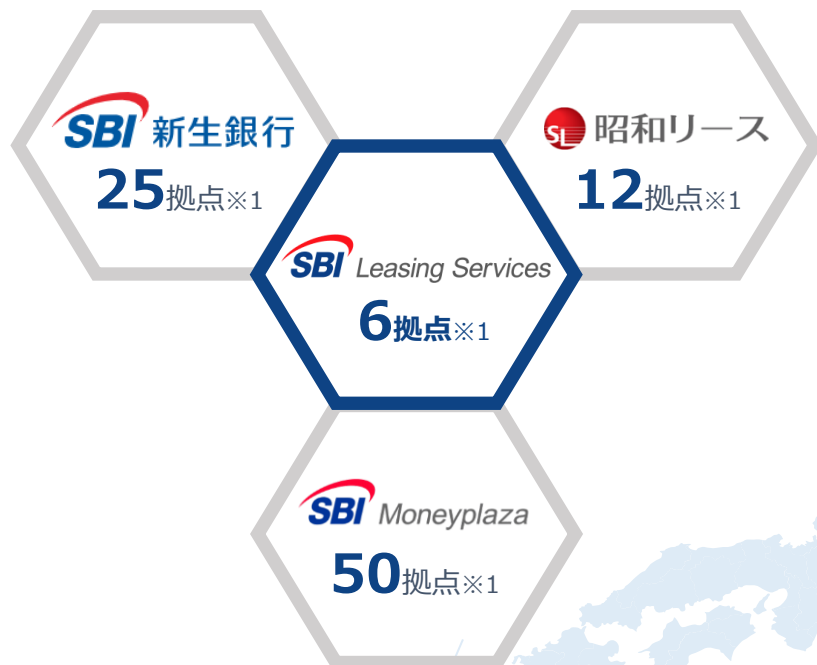 SBI 新生銀行
25拠点※1
SL 昭和リース
12拠点※1
SBI Leasing Services
6拠点※1
SBI Moneyplaza
50拠点※1